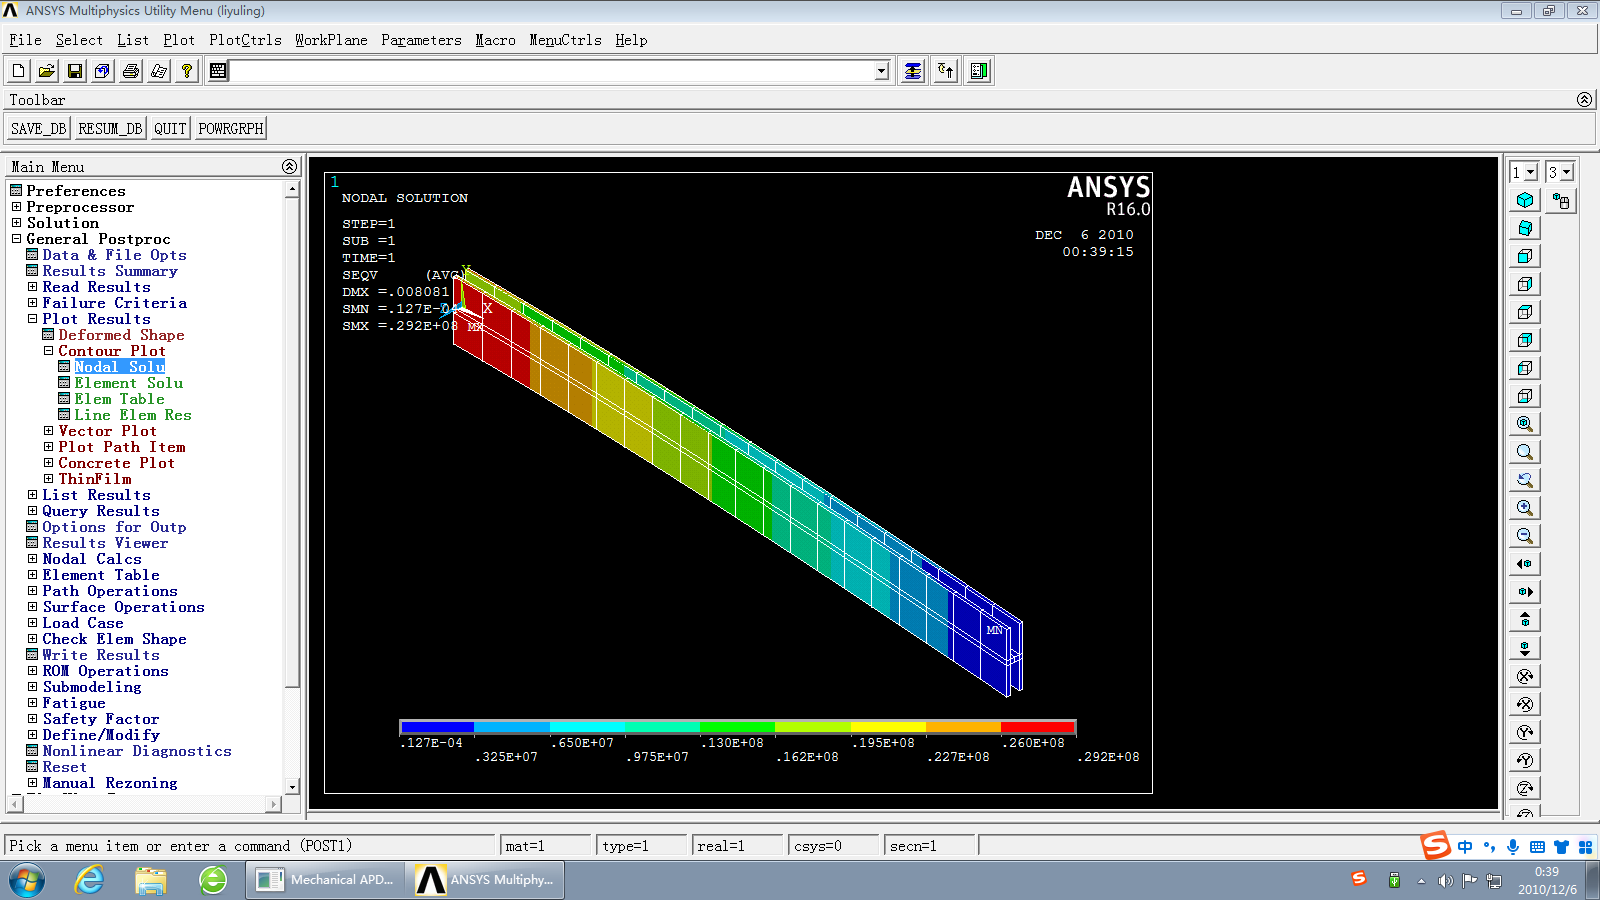 ANSYS Multiphysics Utility Menu (liyuling)
File Select List Plot PlotCtrls WorkPlane Parameters Macro MenuCtrls Help
Toolbar
SAVE_DB RESUM_DB QUIT POWRGRPH
Main Menu
Preferences
Preprocessor
Solution
General Postproc
Data & File Opts
Results Summary
Read Results
Failure Criteria
Plot Results
Deformed Shape
Contour Plot
Nodal Solu
Element Solu
Elem Table
Line Elem Res
Vector Plot
Plot Path Item
Concrete Plot
ThinFilm
List Results
Query Results
Options for Outp
Results Viewer
Nodal Calcs
Element Table
Path Operations
Surface Operations
Load Case
Check Elem Shape
Write Results
ROM Operations
Submodeling
Fatigue
Safety Factor
Define/Modify
Nonlinear Diagnostics
Reset
Manual Rezoning
1
NODAL SOLUTION
STEP=1
SUB =1
TIME=1
SEQV (AVG)
DMX =.008081
SMN =.127E-04
SMX =.292E+08
ANSYS
R16.0
DEC 6 2010
00:39:15
Y
X
MX
MN
.127E-04 .650E+07 .130E+08 .195E+08 .260E+08
.325E+07 .975E+07 .162E+08 .227E+08 .292E+08
1 3
Pick a menu item or enter a command (POST1)
mat=1 type=1 real=1 csys=0 secn=1
中
Mechanical APD... ANSYS Multiphy...
0:39
2010/12/6